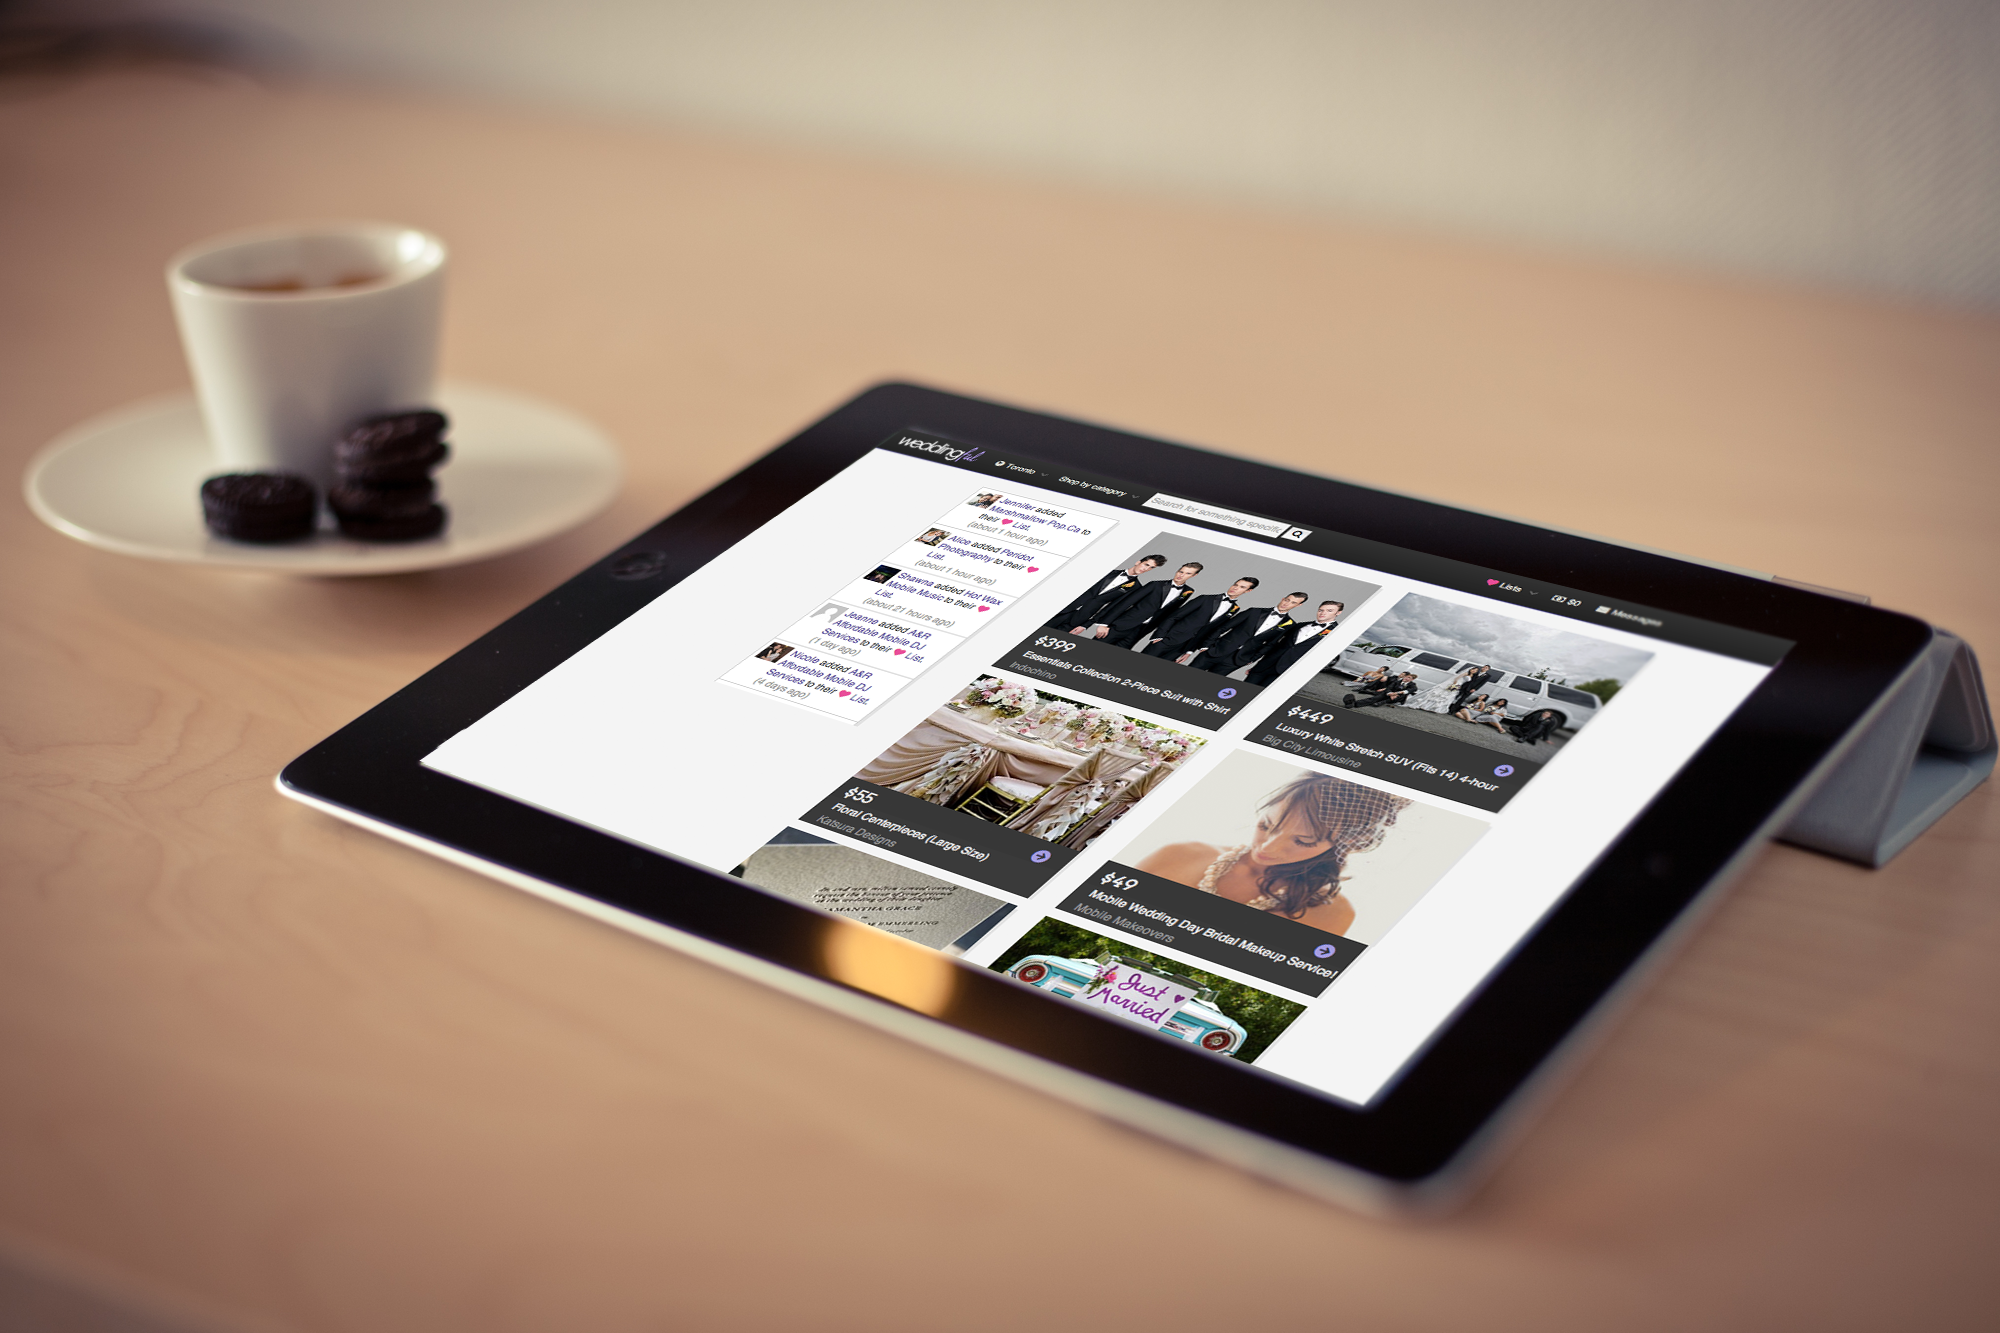 weddingful
Toronto
Shop by category
Search for something specific
Lists
$0
Messages
Jennifer added
Marshmallow Pop.Ca to
their List.
(about 1 hour ago)
Alice added Peridot
Photography to their
List.
(about 1 hour ago)
Shawna added Hot Wax
Mobile Music to their
List.
(about 21 hours ago)
Jeanne added A&R
Affordable Mobile DJ
Services to their List.
(1 day ago)
Nicole added A&R
Affordable Mobile DJ
Services to their List.
(4 days ago)
$399
Essentials Collection 2-Piece Suit with Shirt
Indochino
$449
Luxury White Stretch SUV (Fits 14) 4-hour
Big City Limousine
$55
Floral Centerpieces (Large Size)
Katsura Designs
$49
Mobile Wedding Day Bridal Makeup Service!
Mobile Makeovers
AMANTHA GRACE
Just
Married